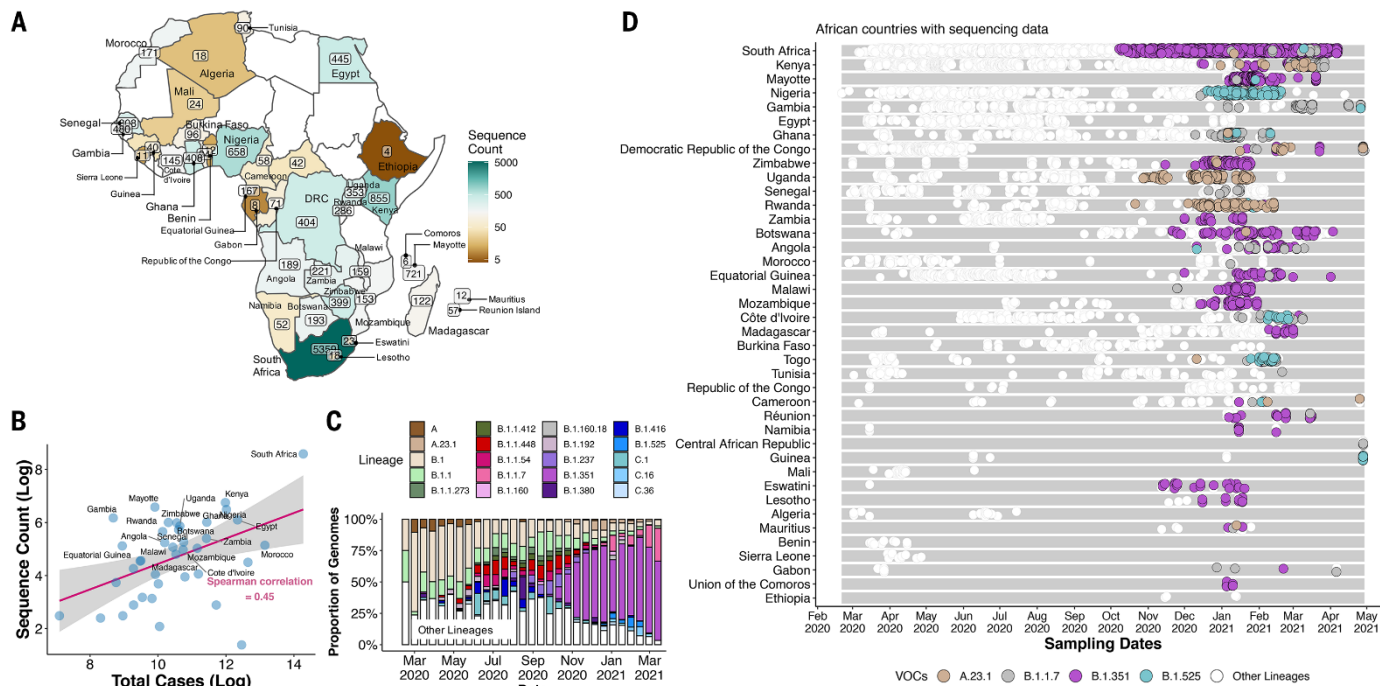 A
Morocco
171
90
Tunisia
18
Algeria
445
Egypt
Mali
24
Senegal
480
Burkina Faso
96
Nigeria
658
Gambia
11
40
145
Cote d'Ivoire
408
58
42
Cameroon
4
Ethiopia
Sierra Leone
Guinea
Ghana
Benin
167
8
71
DRC
404
Uganda
353
Rwanda
286
855
Kenya
Equatorial Guinea
Gabon
Republic of the Congo
Comoros
Mayotte
6
721
Malawi
189
Angola
221
Zambia
159
Zimbabwe
399
153
122
12
Mauritius
57
Reunion Island
Namibia
52
Botswana
193
Mozambique
Madagascar
23
Eswatini
5359
18
Lesotho
South
Africa
Sequence
Count
5000
500
50
5
B
Sequence Count (Log)
8
6
4
2
South Africa
Kenya
Mayotte
Uganda
Gambia
Zimbabwe
Ghana
Algeria
Rwanda
Egypt
Botswana
Angola
Senegal
Zambia
Equatorial Guinea
Malawi
Mozambique
Morocco
Madagascar
Cote d'Ivoire
Spearman correlation
= 0.45
8
10
12
14
Total Cases (Log)
C
Lineage
A
A.23.1
B.1
B.1.1
B.1.1.273
B.1.1.412
B.1.1.448
B.1.1.54
B.1.1.7
B.1.160
B.1.160.18
B.1.192
B.1.237
B.1.351
B.1.380
B.1.416
B.1.525
C.1
C.16
C.36
Proportion of Genomes
100%
75%
50%
25%
0%
Other Lineages
Mar
2020
May
2020
Jul
2020
Sep
2020
Nov
2020
Jan
2021
Mar
2021
D
African countries with sequencing data
South Africa
Kenya
Mayotte
Nigeria
Gambia
Egypt
Ghana
Democratic Republic of the Congo
Zimbabwe
Uganda
Senegal
Rwanda
Zambia
Botswana
Angola
Morocco
Equatorial Guinea
Malawi
Mozambique
Côte d'Ivoire
Madagascar
Burkina Faso
Togo
Tunisia
Republic of the Congo
Cameroon
Réunion
Namibia
Central African Republic
Guinea
Mali
Eswatini
Lesotho
Algeria
Mauritius
Benin
Sierra Leone
Gabon
Union of the Comoros
Ethiopia
Feb
2020
Mar
2020
Apr
2020
May
2020
Jun
2020
Jul
2020
Aug
2020
Sep
2020
Oct
2020
Nov
2020
Dec
2020
Jan
2021
Feb
2021
Mar
2021
Apr
2021
May
2021
Sampling Dates
VOCs A.23.1 B.1.1.7 B.1.351 B.1.525 Other Lineages